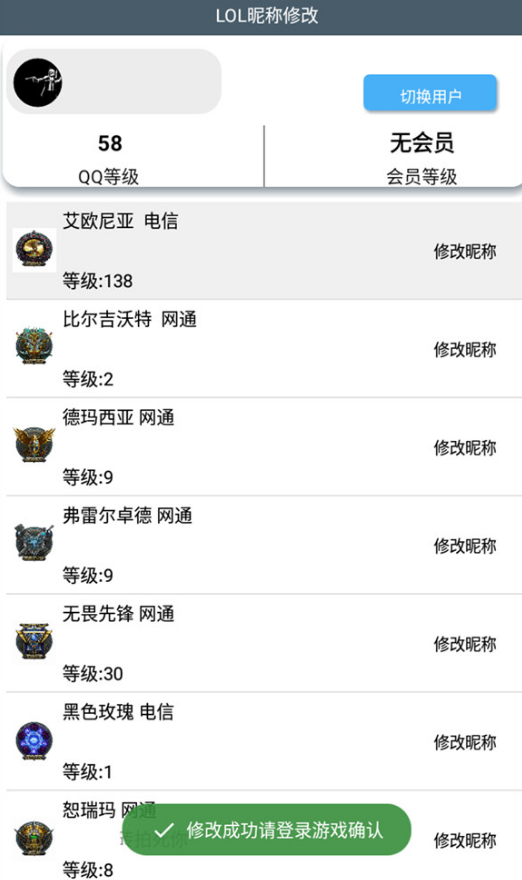 LOL昵称修改
切换用户
58
无会员
QQ等级
会员等级
艾欧尼亚 电信
修改昵称
等级:138
比尔吉沃特 网通
修改昵称
等级:2
德玛西亚 网通
修改昵称
等级:9
弗雷尔卓德 网通
修改昵称
等级:9
无畏先锋 网通
修改昵称
等级:30
黑色玫瑰 电信
修改昵称
等级:1
恕瑞玛 网通
修改成功请登录游戏确认
修改昵称
等级:8